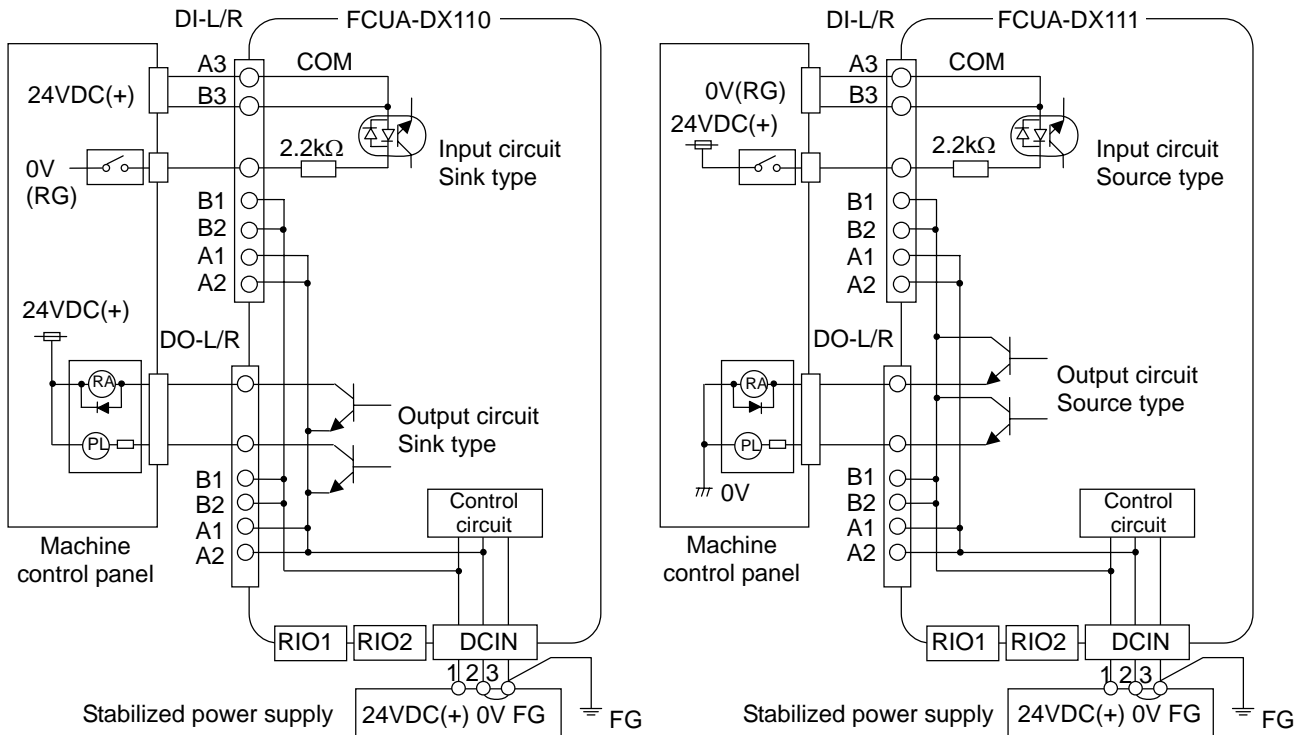 DI-L/R
FCUA-DX110
A3
COM
24VDC(+)
B3
2.2kΩ
Input circuit
Sink type
0V
(RG)
B1
B2
A1
A2
24VDC(+)
DO-L/R
RA
Output circuit
Sink type
PL
B1
B2
A1
A2
Control
circuit
Machine
control panel
RIO1
RIO2
DCIN
1 2 3
Stabilized power supply
24VDC(+) 0V FG
FG
DI-L/R
FCUA-DX111
A3
COM
0V(RG)
B3
24VDC(+)
2.2kΩ
Input circuit
Source type
B1
B2
A1
A2
DO-L/R
RA
Output circuit
Source type
PL
0V
B1
B2
A1
A2
Control
circuit
Machine
control panel
RIO1
RIO2
DCIN
1 2 3
Stabilized power supply
24VDC(+) 0V FG
FG